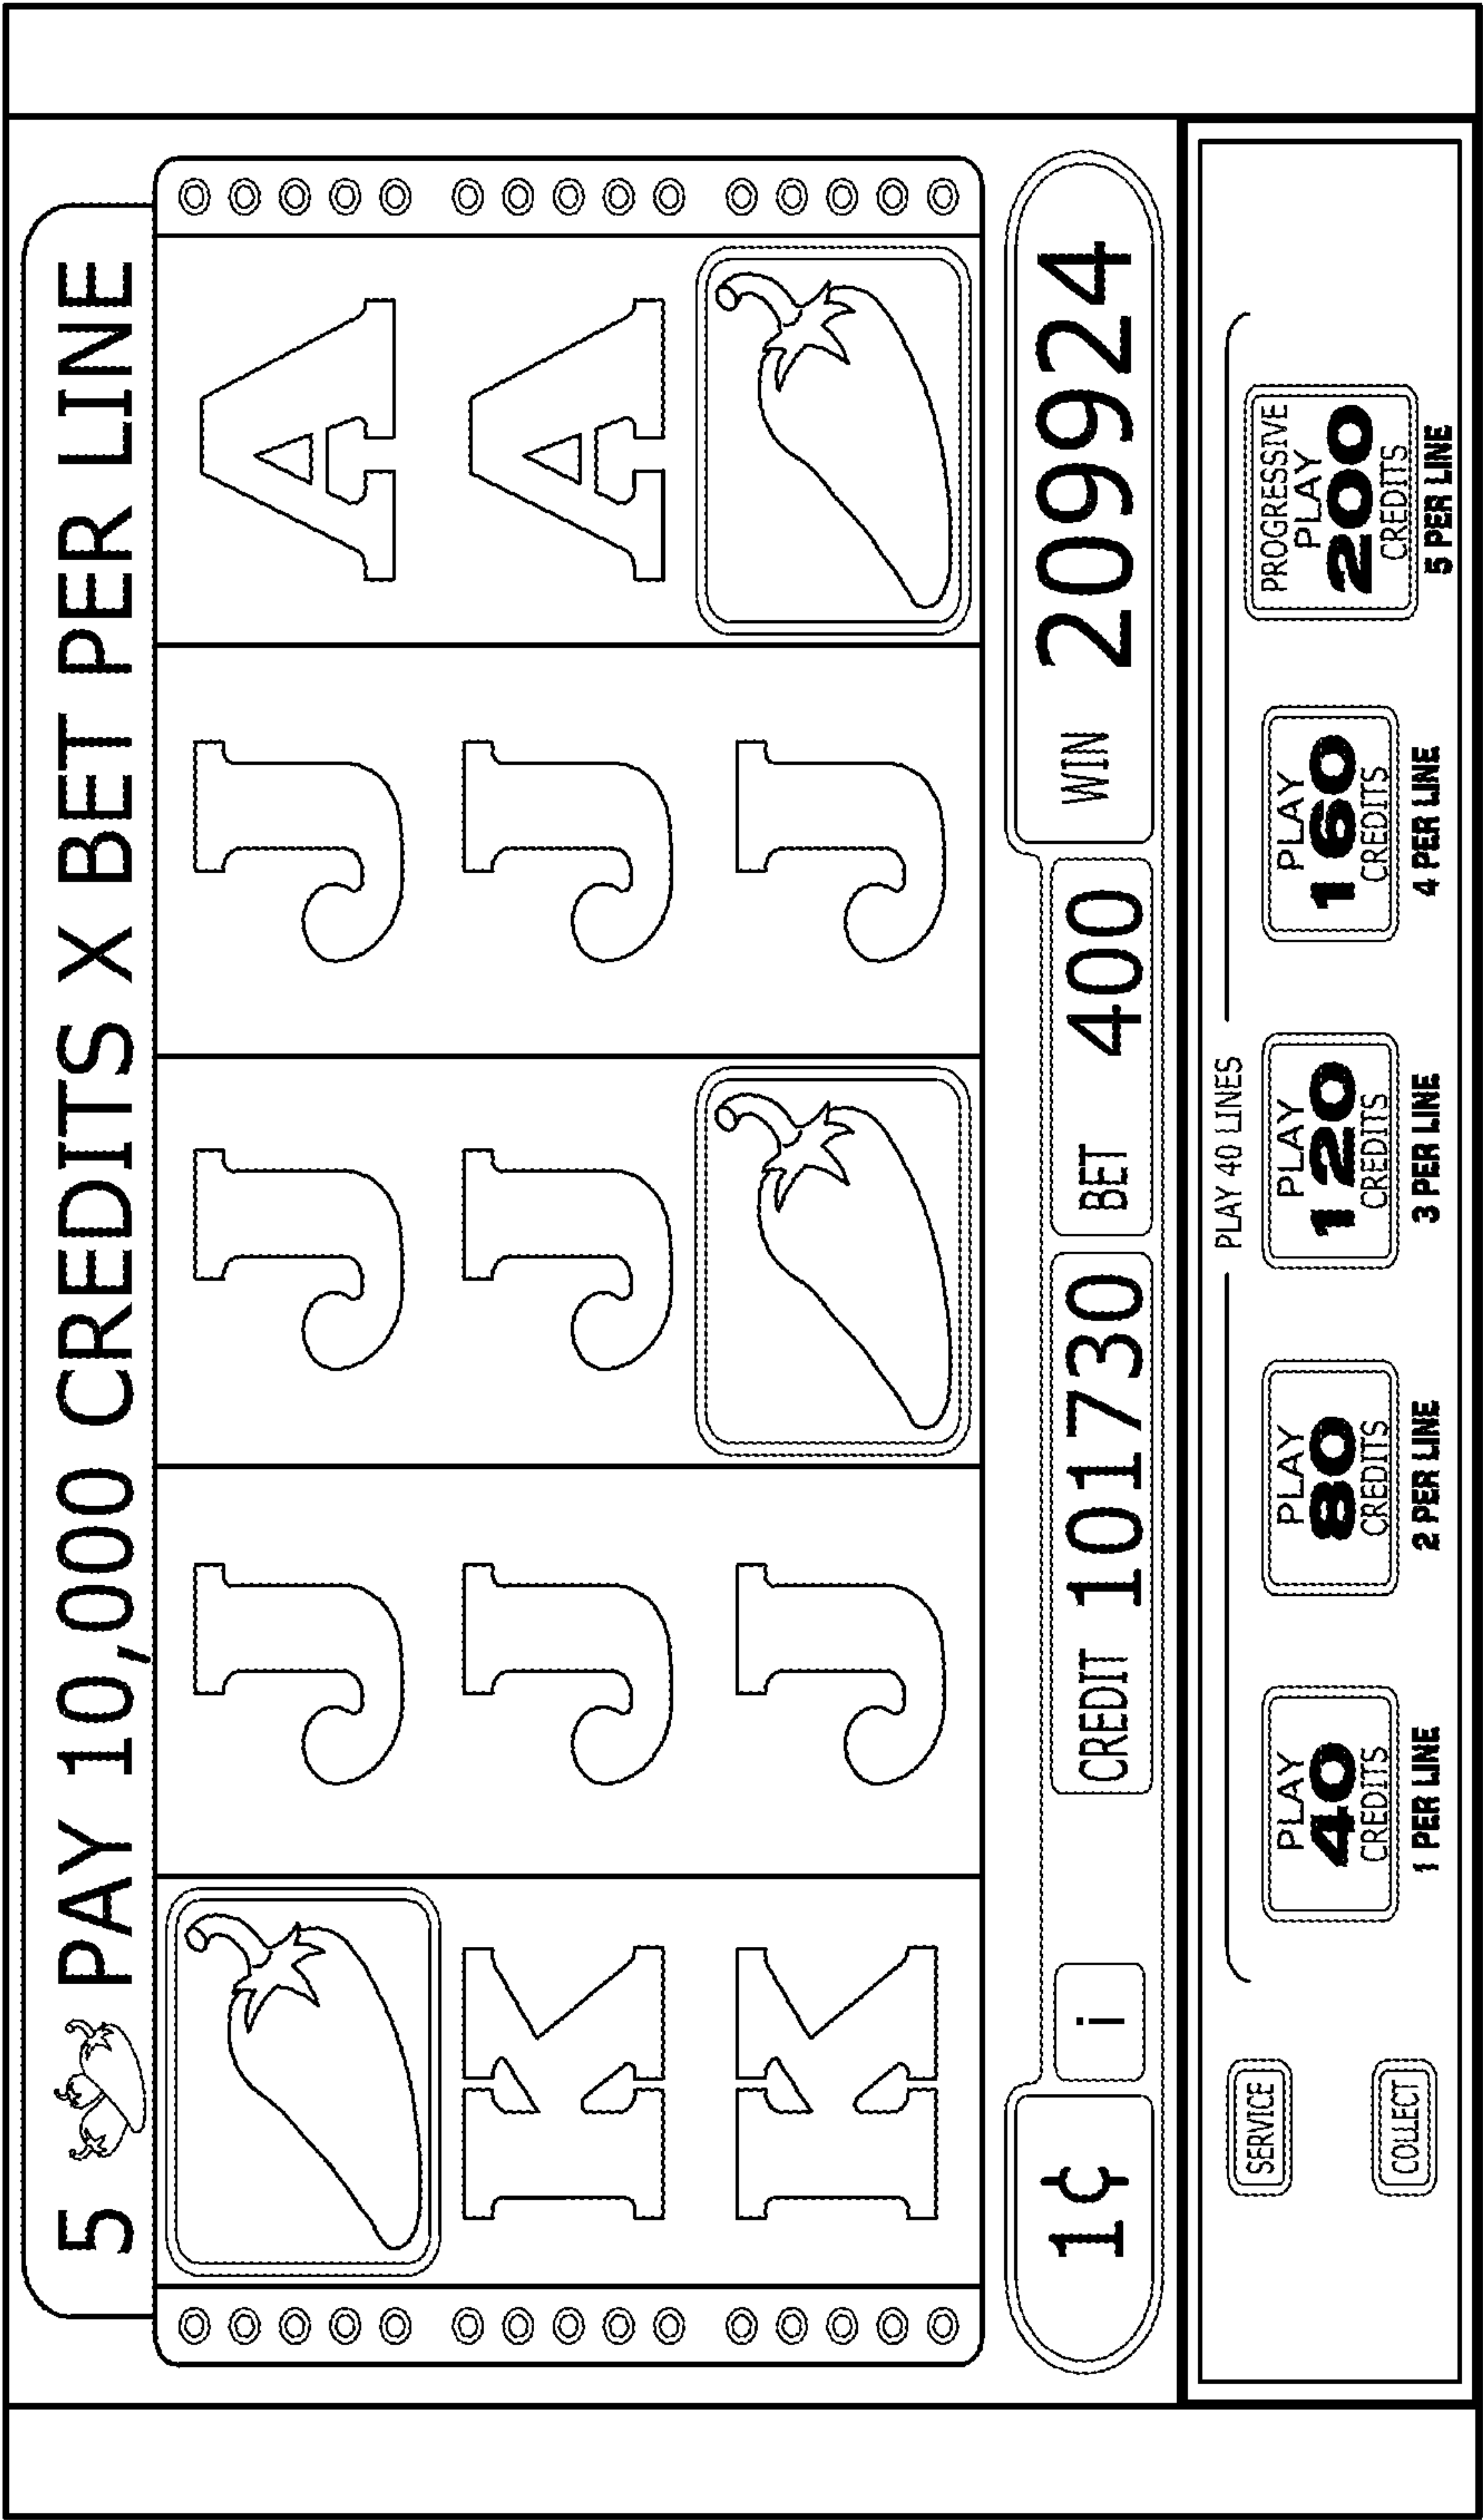 5 PAY 10,000 CREDITS X BET PER LINE
J J J A
K J J J A
K J J
1¢ i CREDIT 101730 BET 400 WIN 209924
PLAY 40 LINES
SERVICE
COLLECT
PLAY
40
CREDITS
1 PER LINE
PLAY
80
CREDITS
2 PER LINE
PLAY
120
CREDITS
3 PER LINE
PLAY
160
CREDITS
4 PER LINE
PROGRESSIVE
PLAY
200
CREDITS
5 PER LINE